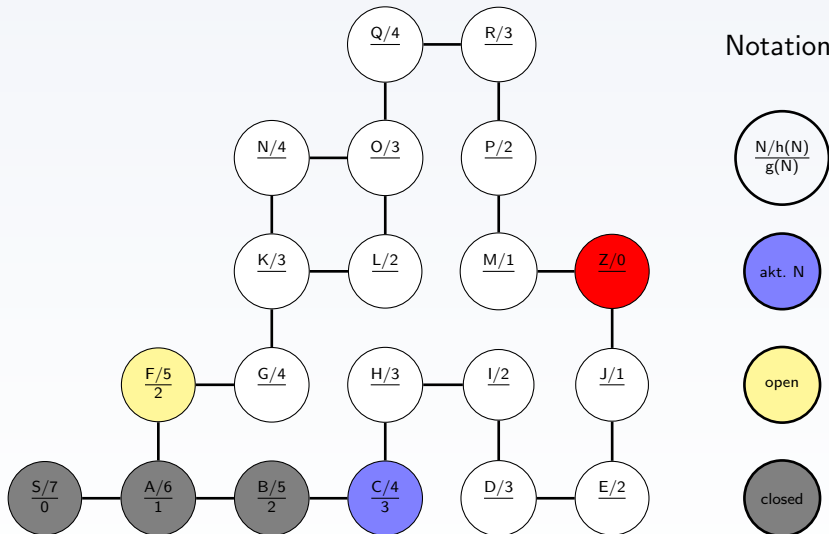 Q/4
R/3
Notation
N/4
O/3
P/2
N/h(N)
g(N)
K/3
L/2
M/1
Z/0
akt. N
F/5
2
G/4
H/3
I/2
J/1
open
S/7
0
A/6
1
B/5
2
C/4
3
D/3
E/2
closed